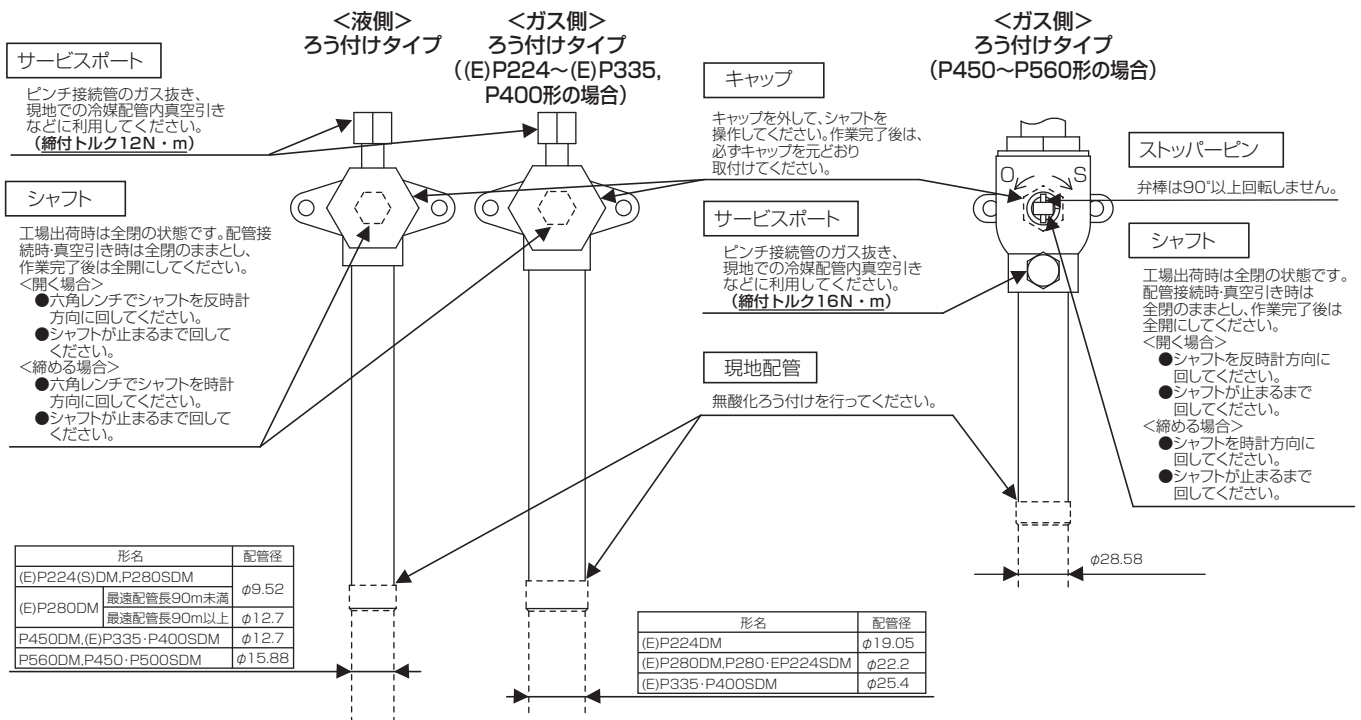 <液側>
ろう付けタイプ
<ガス側>
ろう付けタイプ
((E)P224〜(E)P335,
P400形の場合)
<ガス側>
ろう付けタイプ
(P450〜P560形の場合)
サービスポート
ピンチ接続管のガス抜き、
現地での冷媒配管内真空引き
などに利用してください。
(締付トルク12N・m)
シャフト
工場出荷時は全閉の状態です。配管接
続時・真空引き時は全閉のままとし、
作業完了後は全開にしてください。
<開く場合>
●六角レンチでシャフトを反時計
方向に回してください。
●シャフトが止まるまで回して
ください。
<締める場合>
●六角レンチでシャフトを時計
方向に回してください。
●シャフトが止まるまで回して
ください。
キャップ
キャップを外して、シャフトを
操作してください。作業完了後は、
必ずキャップを元どおり
取付けてください。
サービスポート
ピンチ接続管のガス抜き、
現地での冷媒配管内真空引き
などに利用してください。
(締付トルク16N・m)
現地配管
無酸化ろう付けを行ってください。
O S
ストッパーピン
弁棒は90°以上回転しません。
シャフト
工場出荷時は全閉の状態です。
配管接続時・真空引き時は
全閉のままとし、作業完了後は
全開にしてください。
<開く場合>
●シャフトを反時計方向に
回してください。
●シャフトが止まるまで
回してください。
<締める場合>
●シャフトを時計方向に
回してください。
●シャフトが止まるまで
回してください。
φ28.58
形名 配管径
(E)P224(S)DM,P280SDM φ9.52
(E)P280DM 最遠配管長90m未満
最遠配管長90m以上 φ12.7
P450DM,(E)P335・P400SDM φ12.7
P560DM,P450・P500SDM φ15.88
形名 配管径
(E)P224DM φ19.05
(E)P280DM,P280・EP224SDM φ22.2
(E)P335・P400SDM φ25.4